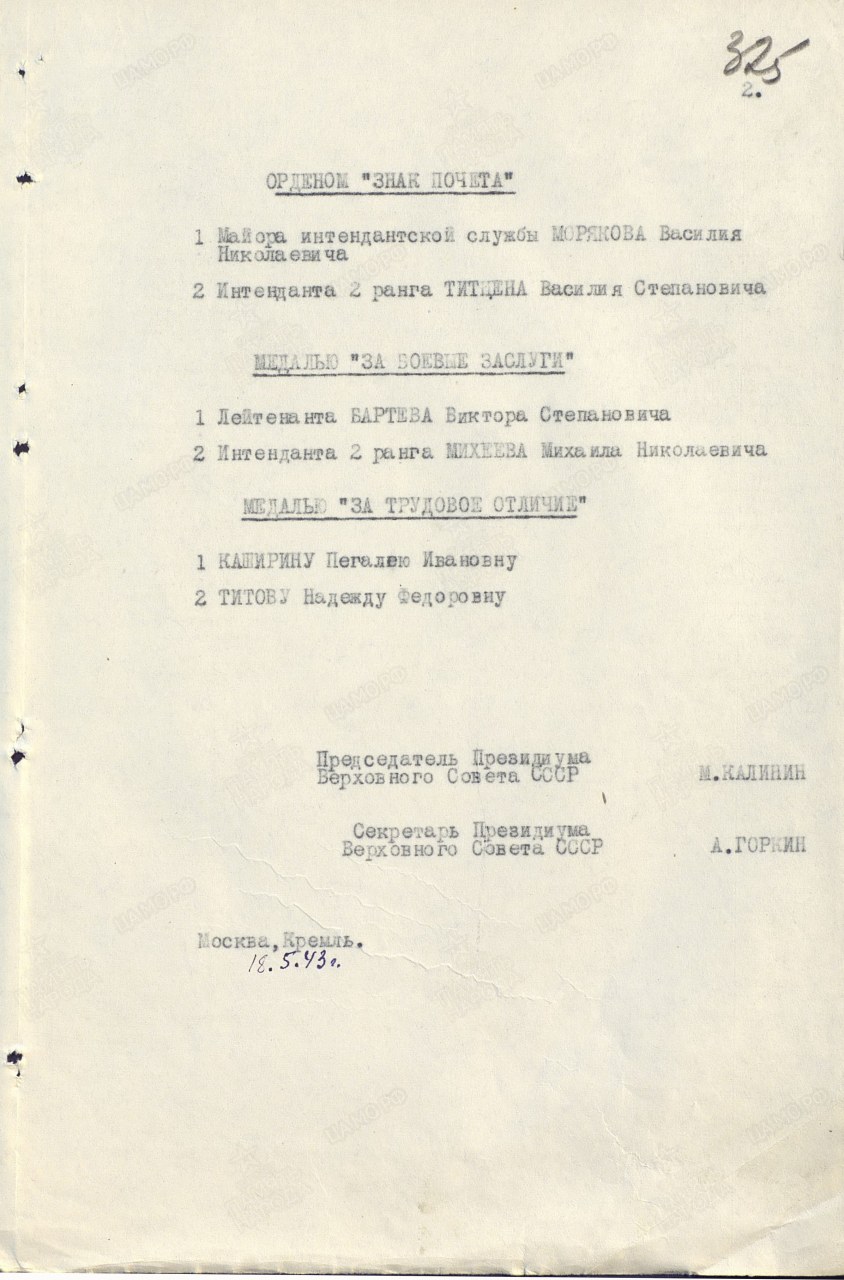 325
2.
ОРДЕНОМ "ЗНАК ПОЧЕТА"
1 Майора интендантской службы МОРЯКОВА Василия
Николаевича
2 Интенданта 2 ранга ТИТЦЕНА Василия Степановича
МЕДАЛЬЮ "ЗА БОЕВЫЕ ЗАСЛУГИ"
1 Лейтенанта БАРТЕВА Виктора Степановича
2 Интенданта 2 ранга МИХЕЕВА Михаила Николаевича
МЕДАЛЬЮ "ЗА ТРУДОВОЕ ОТЛИЧИЕ"
1 КАШИРИНУ Пегалею Ивановну
2 ТИТОВУ Надежду Федоровну
Председатель Президиума
Верховного Совета СССР М.КАЛИНИН
Секретарь Президиума
Верховного Совета СССР А.ГОРКИН
Москва,Кремль.
18.5.43г.